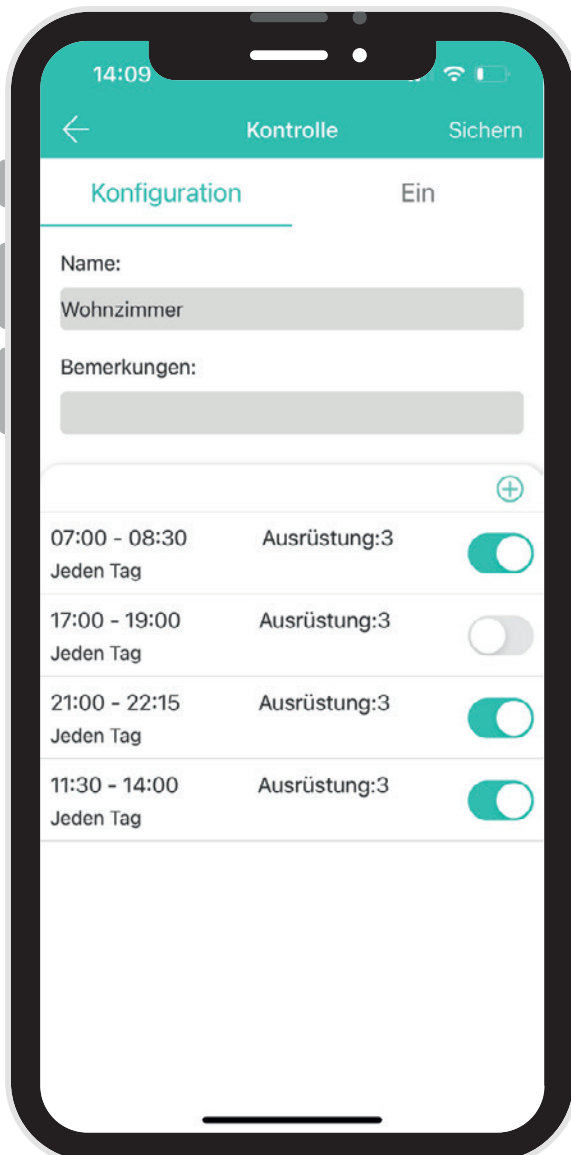 14:09
Kontrolle Sichern
Konfiguration Ein
Name:
Wohnzimmer
Bemerkungen:
07:00 - 08:30 Ausrüstung:3
Jeden Tag
17:00 - 19:00 Ausrüstung:3
Jeden Tag
21:00 - 22:15 Ausrüstung:3
Jeden Tag
11:30 - 14:00 Ausrüstung:3
Jeden Tag